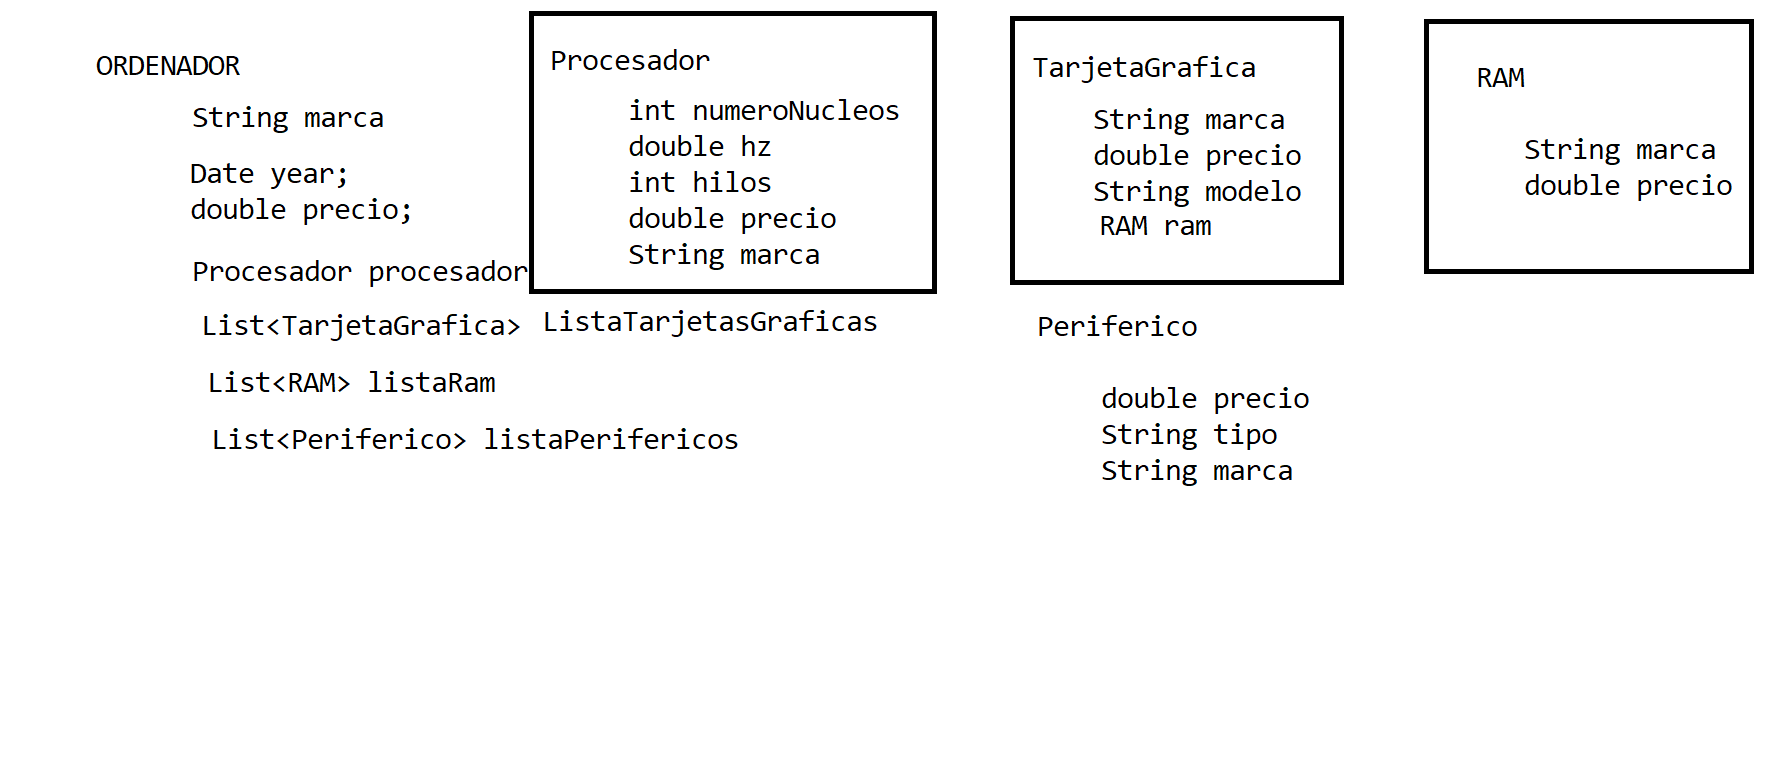 ORDENADOR
String marca
Date year;
double precio;
Procesador procesador
List<TarjetaGrafica> ListaTarjetasGraficas
List<RAM> listaRam
List<Periferico> listaPerifericos
Procesador
int numeroNucleos
double hz
int hilos
double precio
String marca
TarjetaGrafica
String marca
double precio
String modelo
RAM ram
RAM
String marca
double precio
Periferico
double precio
String tipo
String marca